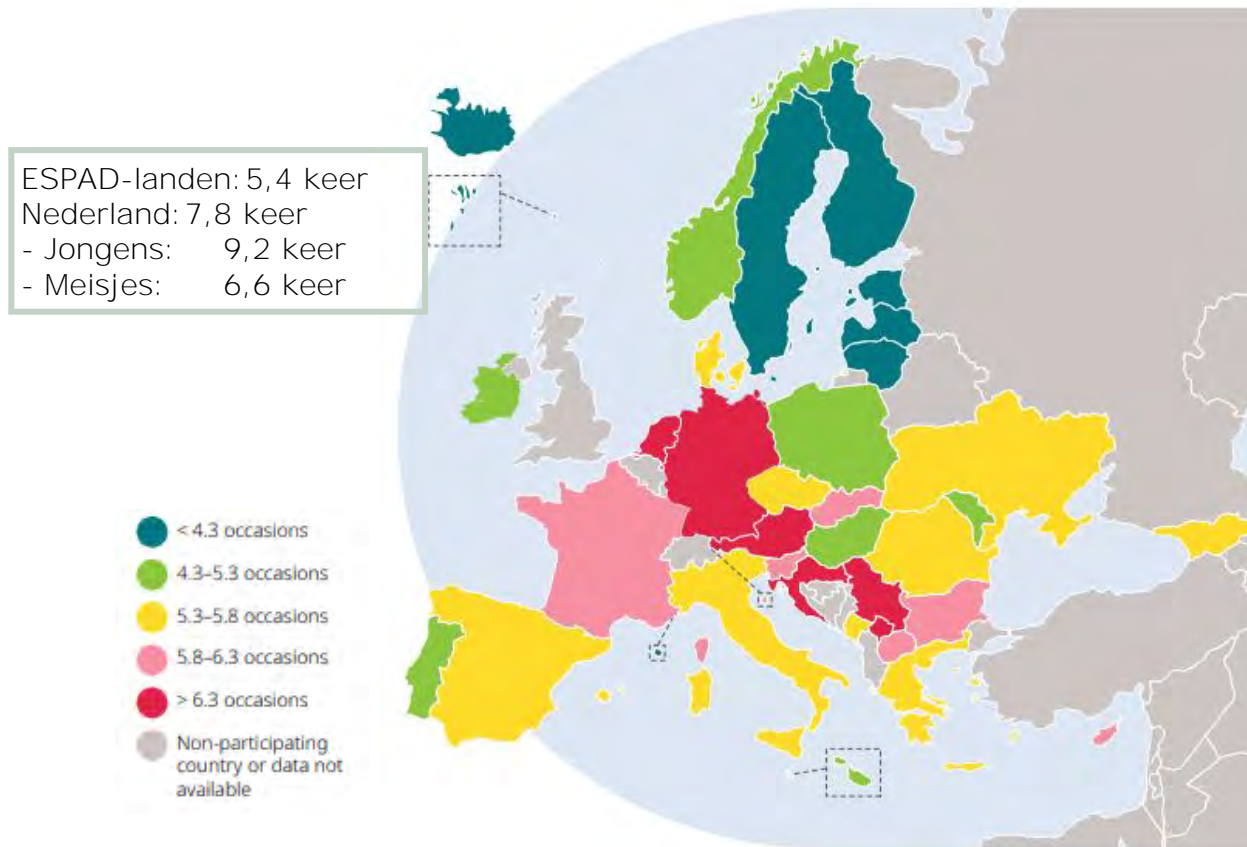 ESPAD-landen: 5,4 keer
Nederland: 7,8 keer
- Jongens: 9,2 keer
- Meisjes: 6,6 keer
< 4.3 occasions
4.3–5.3 occasions
5.3–5.8 occasions
5.8–6.3 occasions
> 6.3 occasions
Non-participating
country or data not
available